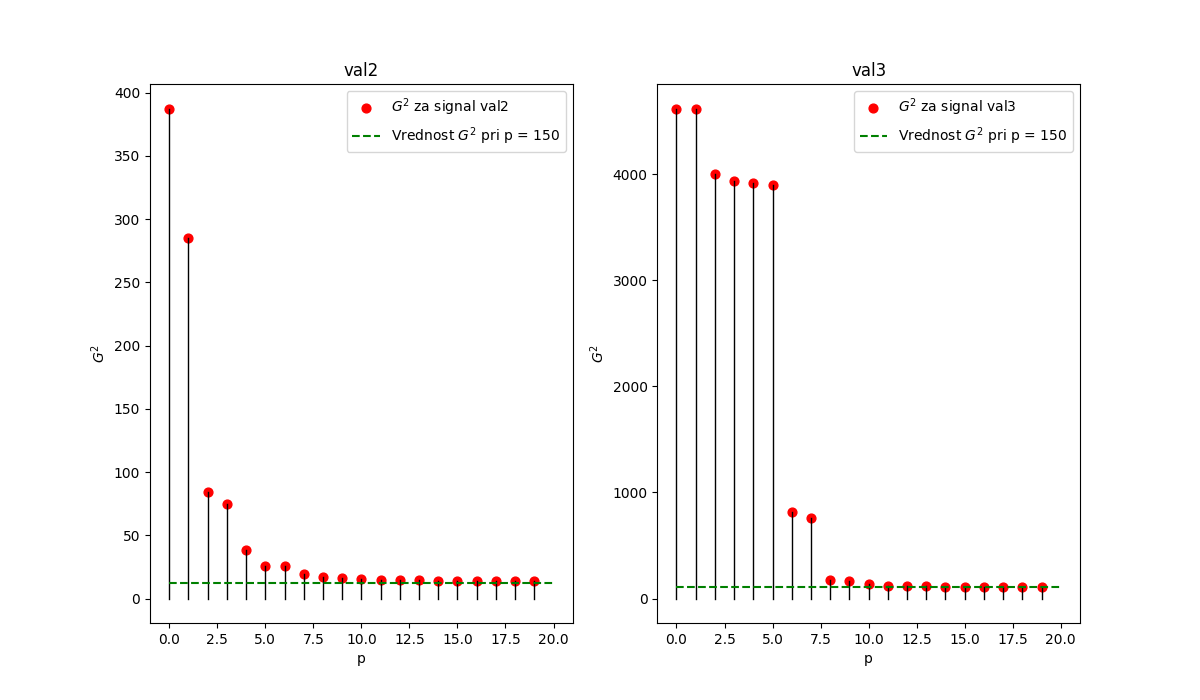 val2
400
350
300
250
200
150
100
50
0
G²
0.0 2.5 5.0 7.5 10.0 12.5 15.0 17.5 20.0
p
G² za signal val2
Vrednost G² pri p = 150
val3
4000
3000
2000
1000
0
G²
0.0 2.5 5.0 7.5 10.0 12.5 15.0 17.5 20.0
p
G² za signal val3
Vrednost G² pri p = 150